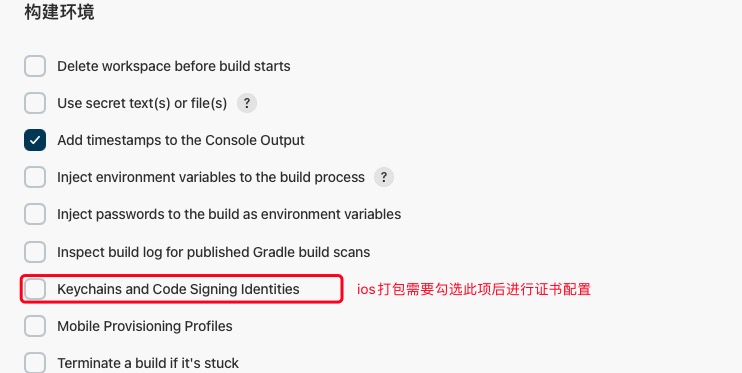 构建环境
Delete workspace before build starts
Use secret text(s) or file(s) ?
Add timestamps to the Console Output
Inject environment variables to the build process ?
Inject passwords to the build as environment variables
Inspect build log for published Gradle build scans
Keychains and Code Signing Identities ios打包需要勾选此项后进行证书配置
Mobile Provisioning Profiles
Terminate a build if it's stuck